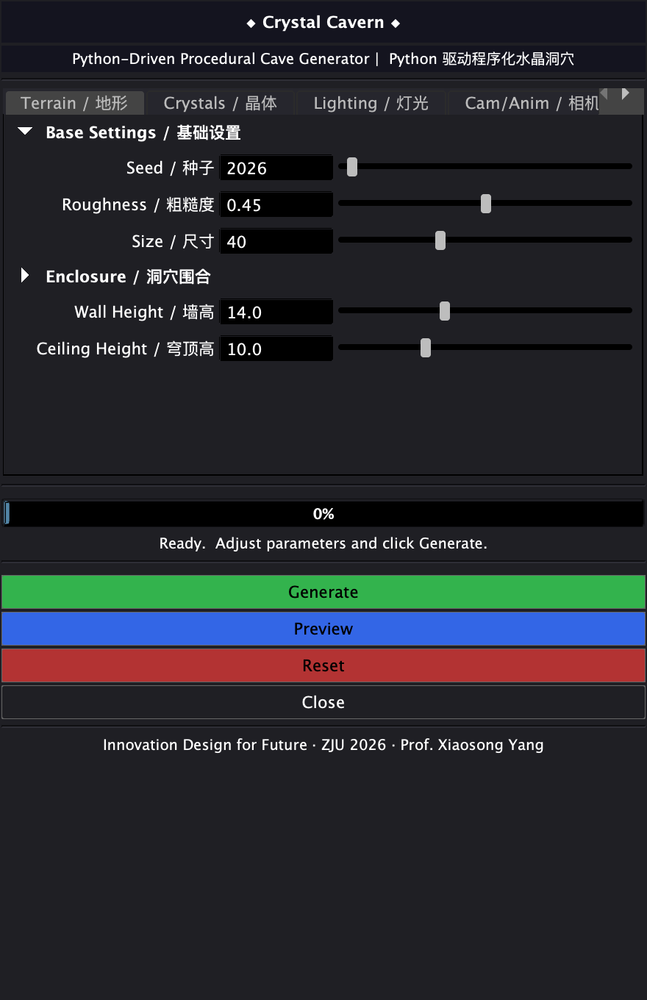 ◆ Crystal Cavern ◆
Python-Driven Procedural Cave Generator | Python 驱动程序化水晶洞穴
Terrain / 地形 Crystals / 晶体 Lighting / 灯光 Cam/Anim / 相机
Base Settings / 基础设置
Seed / 种子 2026
Roughness / 粗糙度 0.45
Size / 尺寸 40
Enclosure / 洞穴围合
Wall Height / 墙高 14.0
Ceiling Height / 穹顶高 10.0
0%
Ready. Adjust parameters and click Generate.
Generate
Preview
Reset
Close
Innovation Design for Future · ZJU 2026 · Prof. Xiaosong Yang